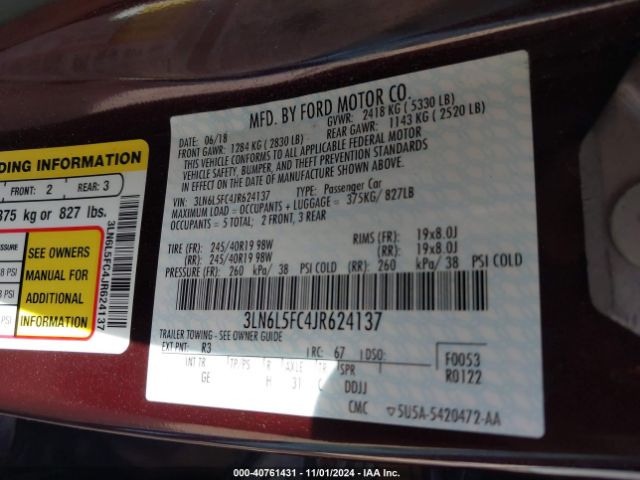 MFD. BY FORD MOTOR CO.
DATE: 06/18 GVWR: 2418 KG ( 5330 LB)
FRONT GAWR: 1284 KG ( 2830 LB) REAR GAWR: 1143 KG ( 2520 LB)
THIS VEHICLE CONFORMS TO ALL APPLICABLE FEDERAL MOTOR
VEHICLE SAFETY, BUMPER, AND THEFT PREVENTION STANDARDS
IN EFFECT ON THE DATE OF MANUFACTURE SHOWN ABOVE.
VIN: 3LN6L5FC4JR624137 TYPE: Passenger Car
MAXIMUM LOAD = OCCUPANTS + LUGGAGE = 375KG/ 827LB
OCCUPANTS = 5 TOTAL; 2 FRONT, 3 REAR
TIRE (FR): 245/40R19 98W RIMS (FR): 19x8.0J
(RR): 245/40R19 98W (RR): 19x8.0J
PRESSURE (FR): 260 kPa/ 38 PSI COLD (RR): 260 kPa/ 38 PSI COLD
3LN6L5FC4JR624137
TRAILER TOWING - SEE OWNER GUIDE
EXT PNT: R3 RC: 67 DSO: F0053
INT TR TP/PS R AXLE TR SPR R0122
GE H 31 C DDJJ
CMC 5U5A-5420472-AA
DING INFORMATION
FRONT: 2 REAR: 3
375 kg or 827 lbs.
PRESSURE
PSI
PSI
PSI
SEE OWNERS
MANUAL FOR
ADDITIONAL
INFORMATION
3LN6L5FC4JR624137
000-40761431 - 11/01/2024 - IAA Inc.